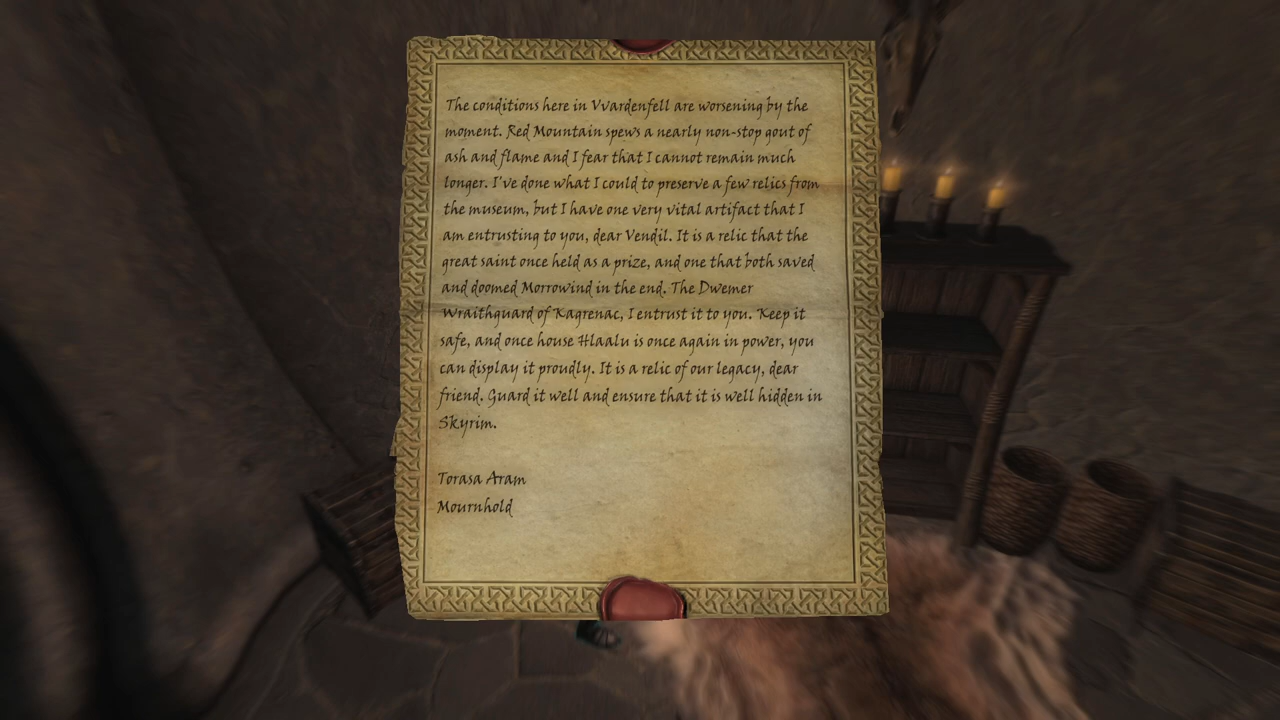 The conditions here in Vvardenfell are worsening by the
moment. Red Mountain spews a nearly non-stop gout of
ash and flame and I fear that I cannot remain much
longer. I've done what I could to preserve a few relics from
the museum, but I have one very vital artifact that I
am entrusting to you, dear Vendil. It is a relic that the
great saint once held as a prize, and one that both saved
and doomed Morrowind in the end. The Dwemer
Wraithguard of Kagrenac, I entrust it to you. Keep it
safe, and once house Hlaalu is once again in power, you
can display it proudly. It is a relic of our legacy, dear
friend. Guard it well and ensure that it is well hidden in
Skyrim.
Torasa Aram
Mournhold